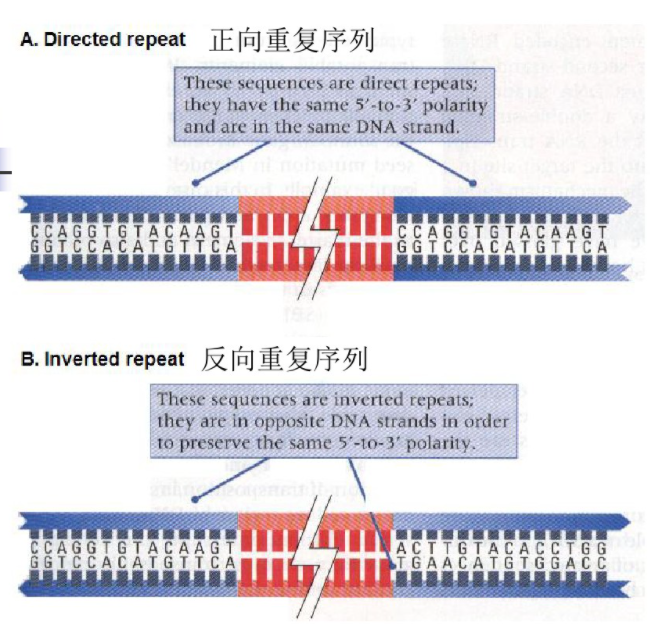 A. Directed repeat 正向重复序列
These sequences are direct repeats;
they have the same 5′-to-3′ polarity
and are in the same DNA strand.
CCAGGTGTACAAGT CCAGGTGTACAAGT
GGTCCACATGTTCA GGTCCACATGTTCA
B. Inverted repeat 反向重复序列
These sequences are inverted repeats;
they are in opposite DNA strands in order
to preserve the same 5′-to-3′ polarity.
CCAGGTGTACAAGT ACTTGTACACCTGG
GGTCCACATGTTCA TGAACATGTGGACC